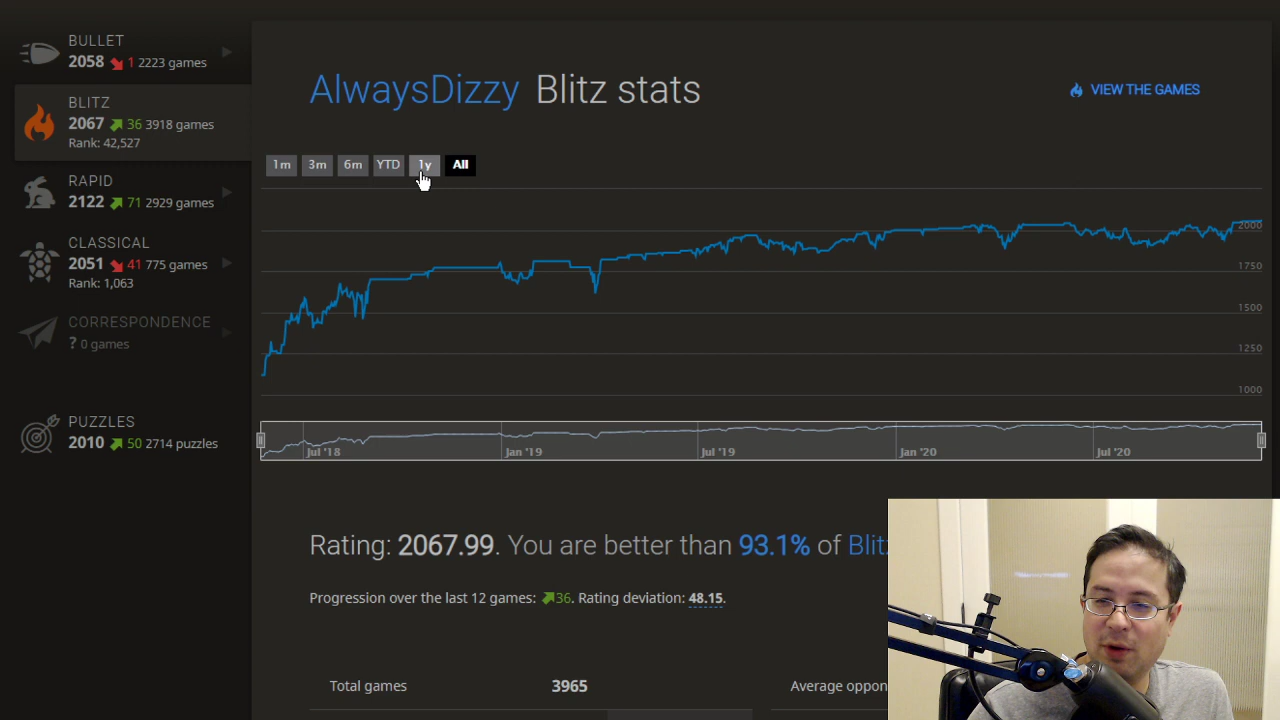 BULLET
2058 1 2223 games
BLITZ
2067 36 3918 games
Rank: 42,527
RAPID
2122 71 2929 games
CLASSICAL
2051 41 775 games
Rank: 1,063
CORRESPONDENCE
? 0 games
PUZZLES
2010 50 2714 puzzles
AlwaysDizzy Blitz stats
VIEW THE GAMES
1m 3m 6m YTD 1y All
2000
1750
1500
1250
1000
Jul '18 Jan '19 Jul '19 Jan '20 Jul '20
Rating: 2067.99. You are better than 93.1% of Blitz
Progression over the last 12 games: 36. Rating deviation: 48.15.
Total games 3965
Average oppon